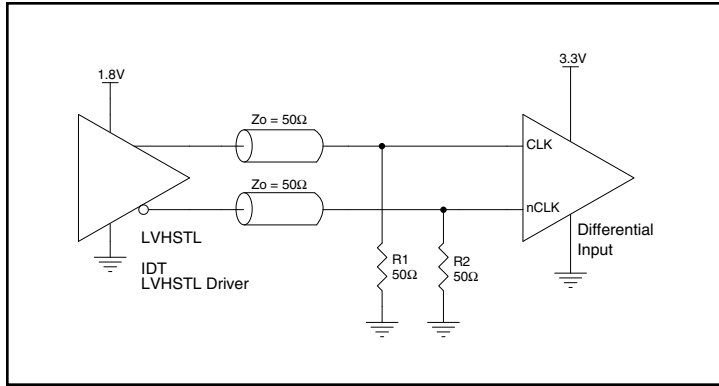 1.8V
3.3V
Zo = 50Ω
CLK
Zo = 50Ω
nCLK
LVHSTL
Differential
Input
IDT
LVHSTL Driver
R1
50Ω
R2
50Ω